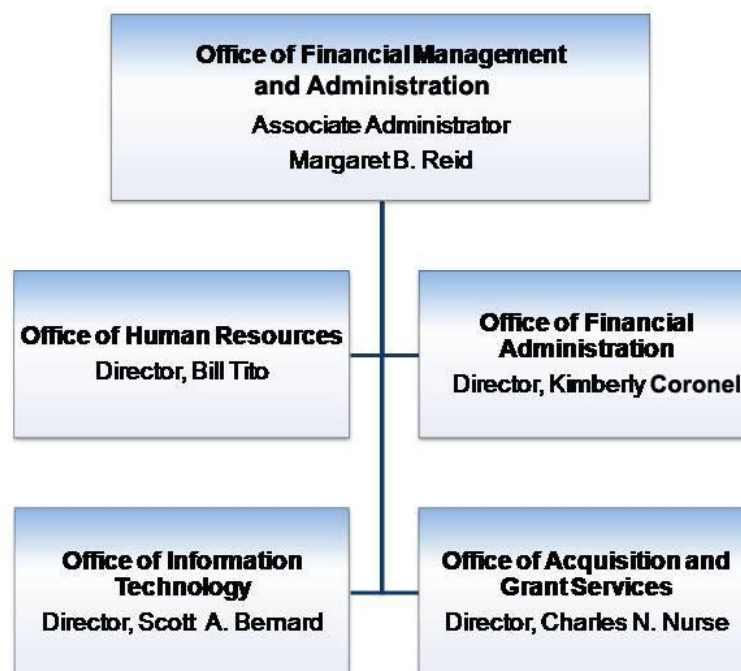 Office of Financial Management
and Administration
Associate Administrator
Margaret B. Reid
Office of Human Resources
Director, Bill Tito
Office of Financial
Administration
Director, Kimberly Coronel
Office of Information
Technology
Director, Scott A. Bernard
Office of Acquisition and
Grant Services
Director, Charles N. Nurse